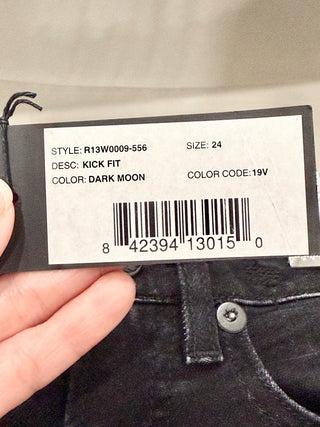 STYLE: R13W0009-556 SIZE: 24
DESC: KICK FIT
COLOR: DARK MOON COLOR CODE: 19V
8 42394 13015 0